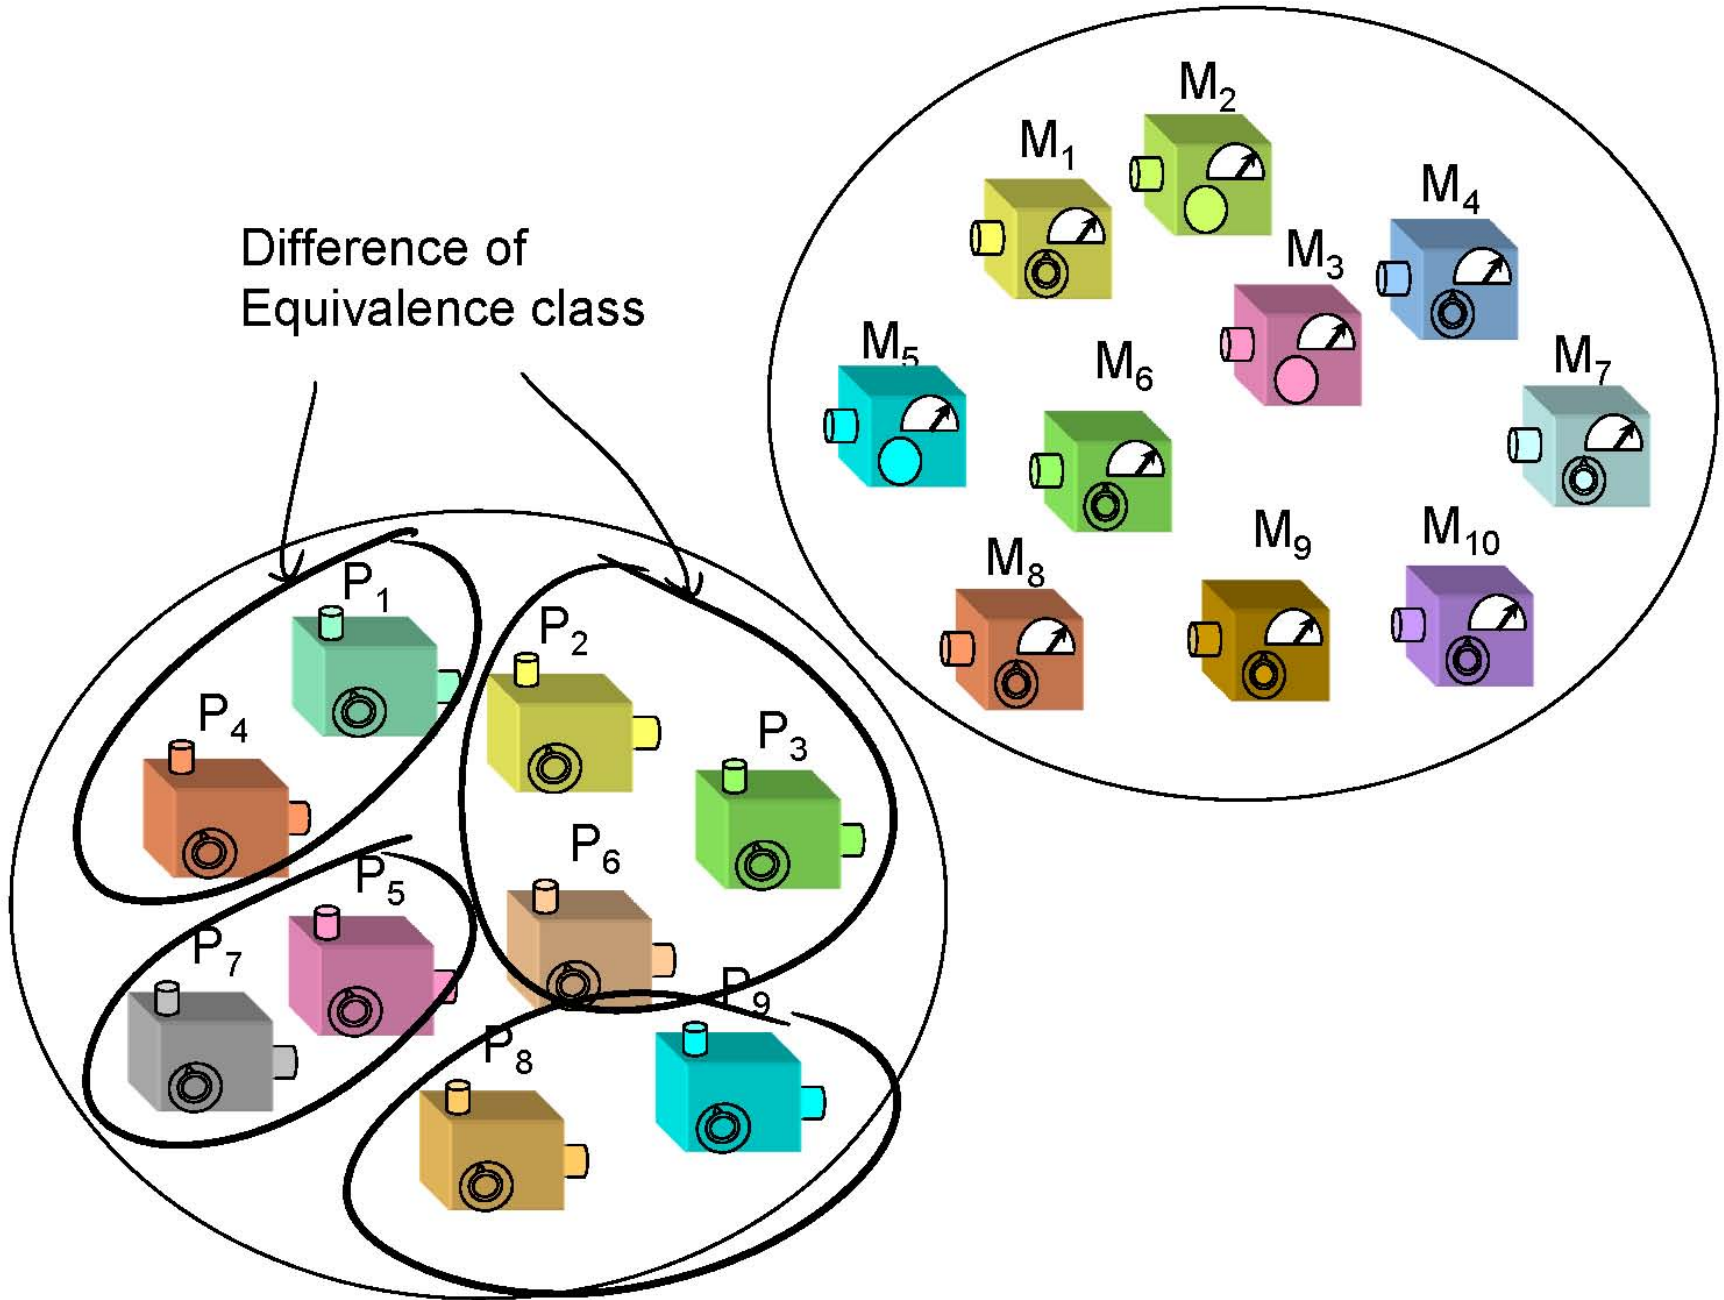 Difference of
Equivalence class
M1
M2
M3
M4
M5
M6
M7
M8
M9
M10
P1
P2
P3
P4
P5
P6
P7
P8
P9